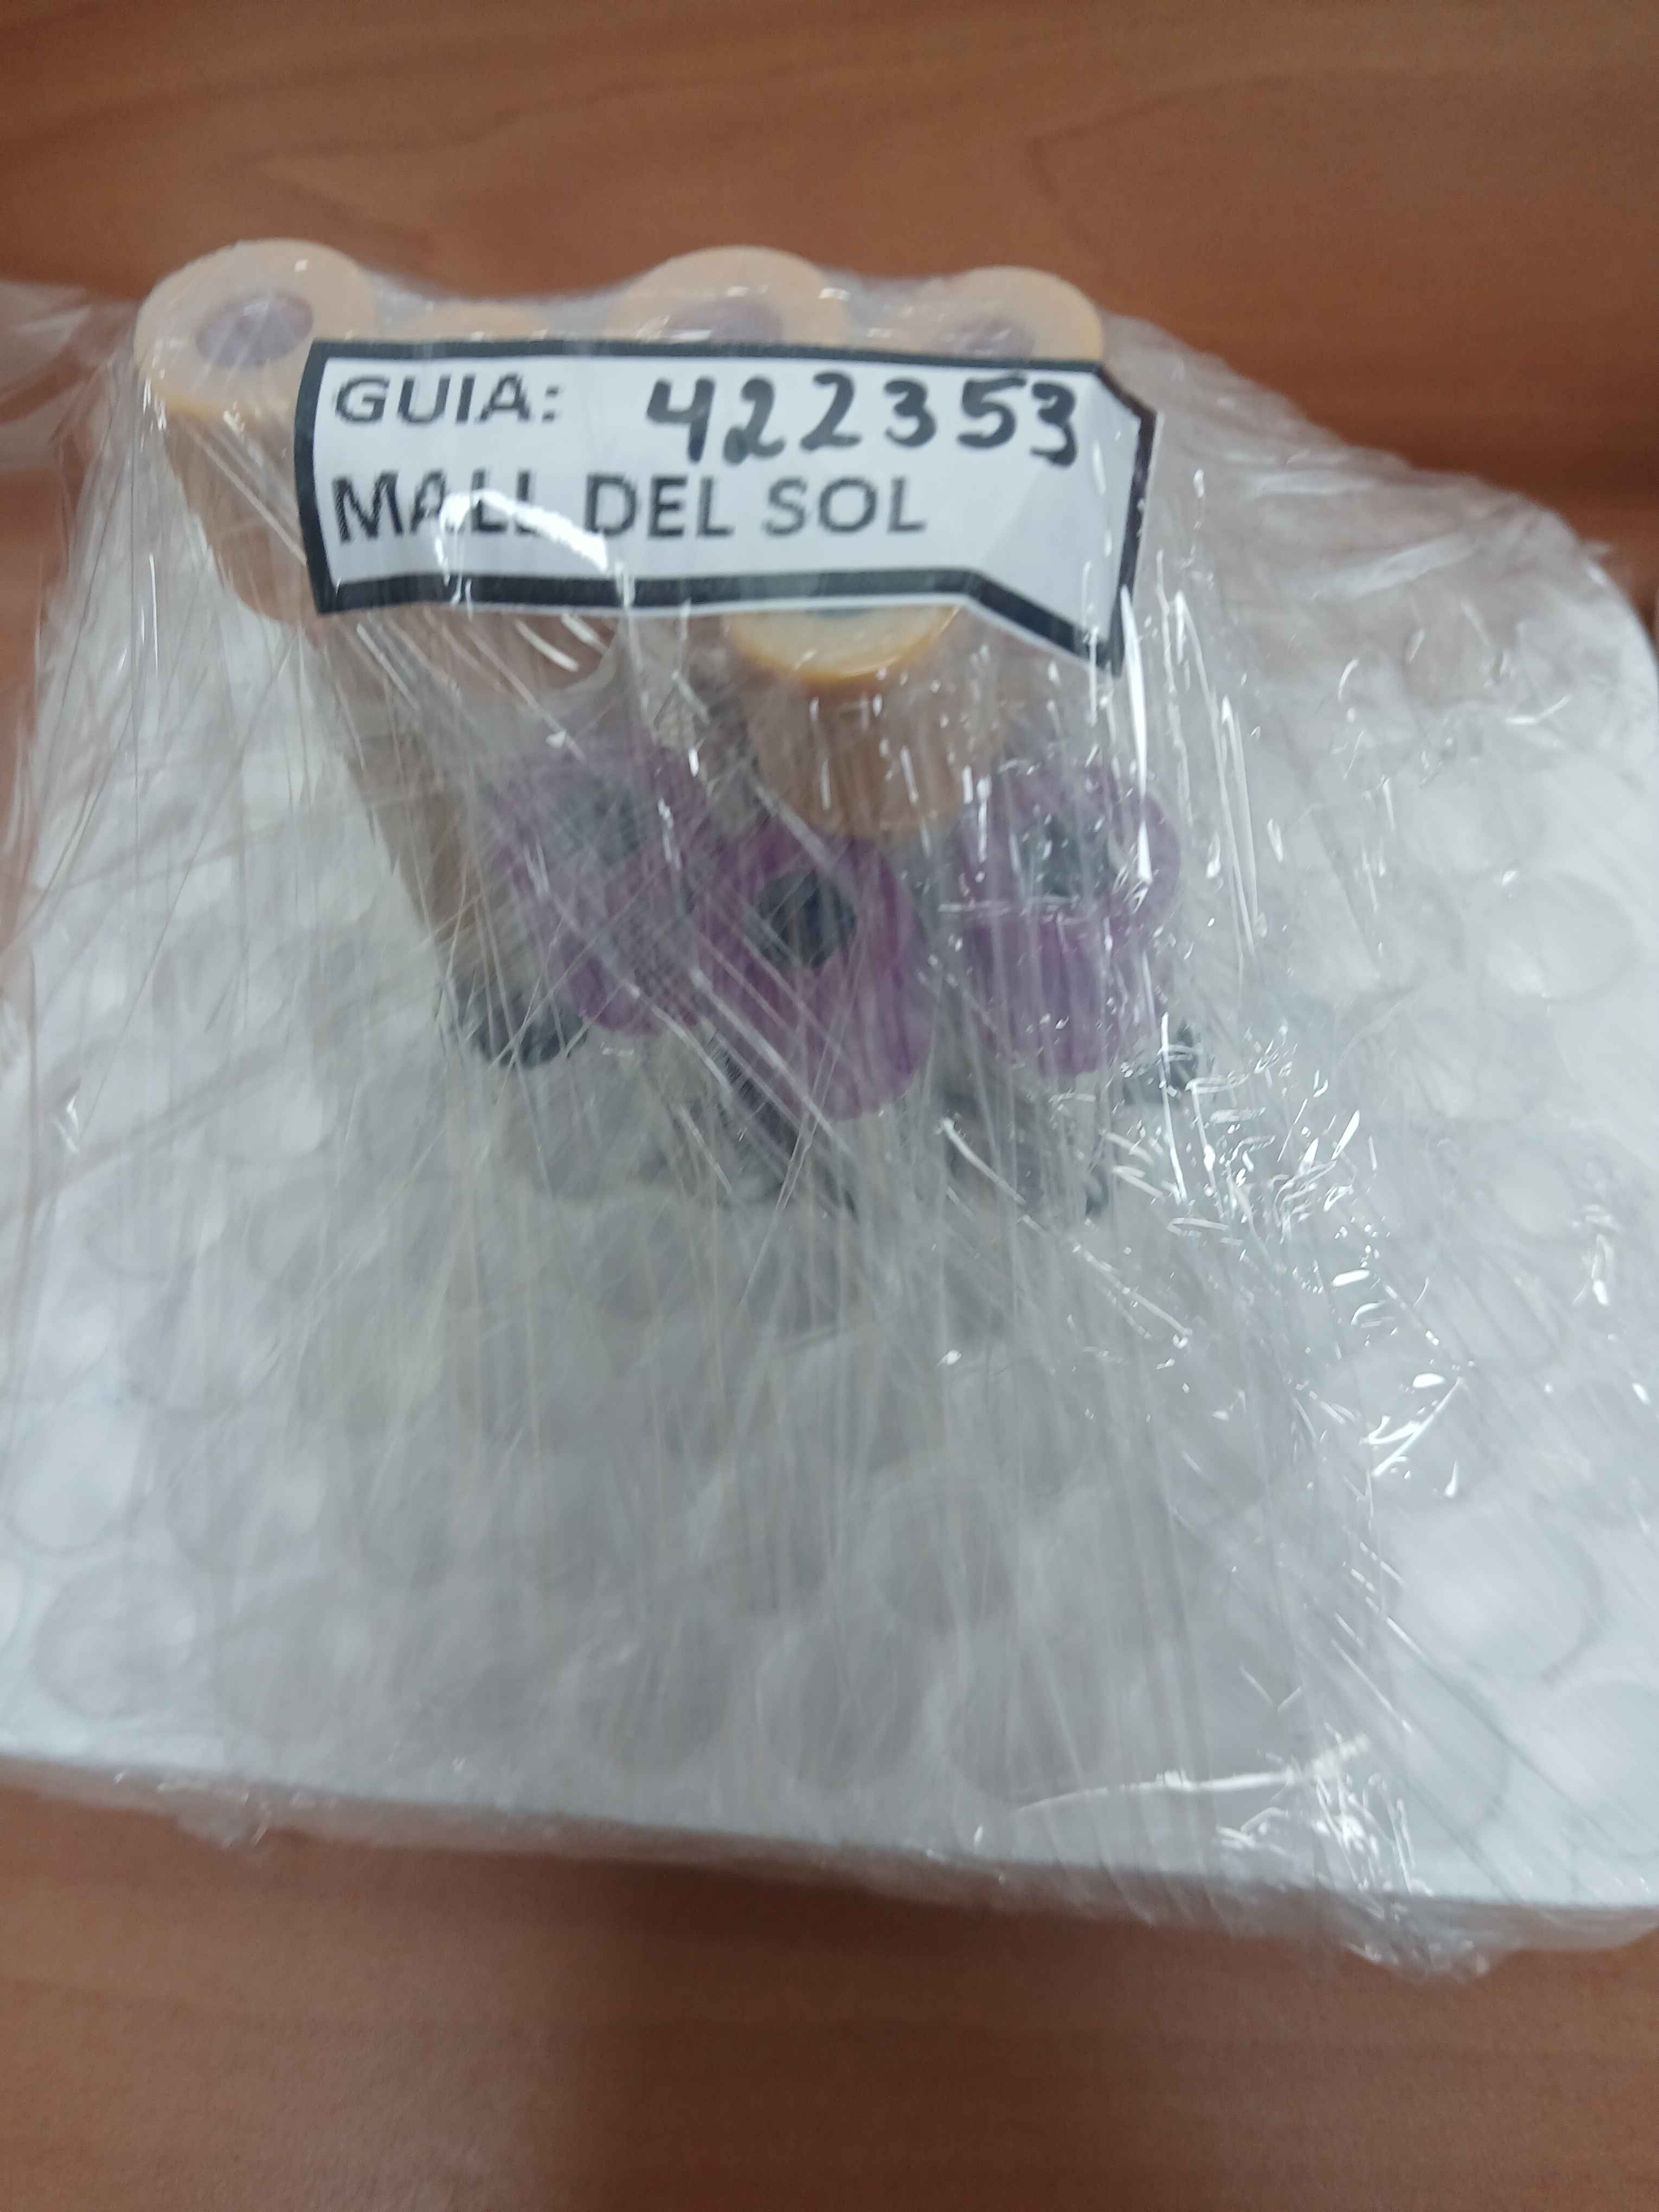 GUIA: 422353
MALL DEL SOL